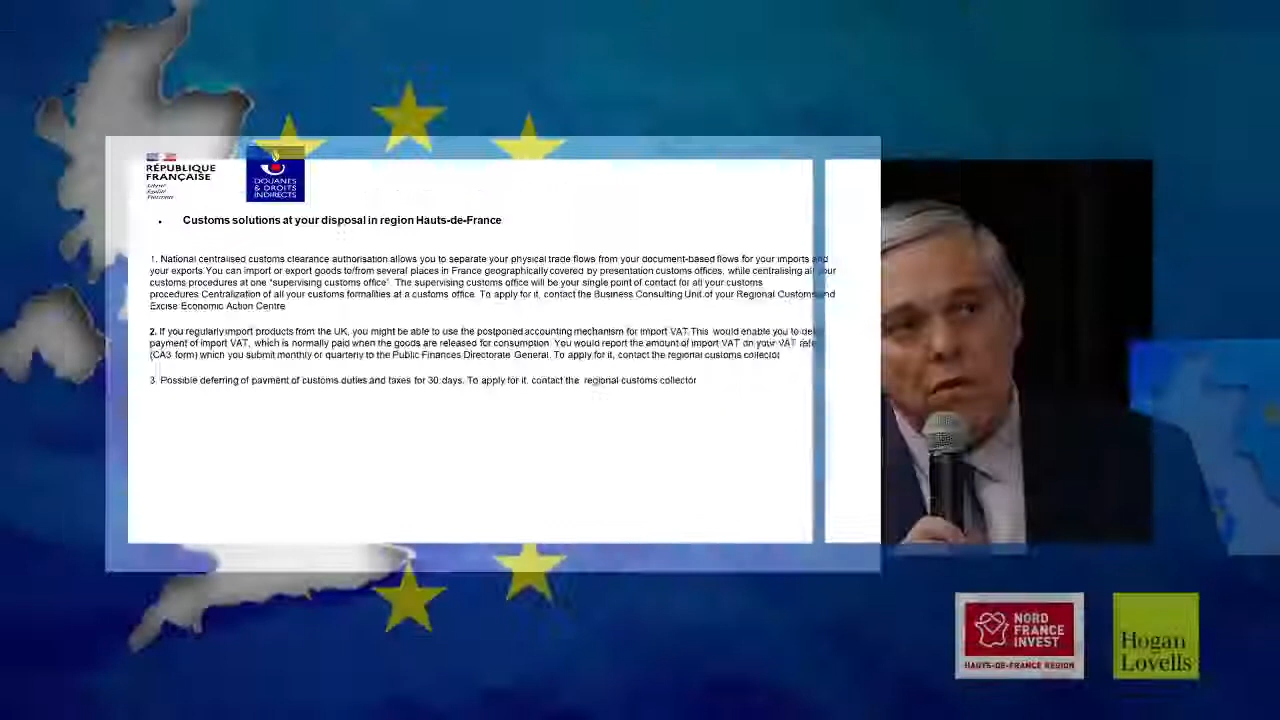 RÉPUBLIQUE
FRANÇAISE
Liberté
Égalité
Fraternité
DOUANES
& DROITS
INDIRECTS
• Customs solutions at your disposal in region Hauts-de-France
1. National centralised customs clearance authorisation allows you to separate your physical trade flows from your document-based flows for your imports and
your exports.You can import or export goods to/from several places in France geographically covered by presentation customs offices, while centralising all your
customs procedures at one "supervising customs office". The supervising customs office will be your single point of contact for all your customs
procedures Centralization of all your customs formalities at a customs office. To apply for it, contact the Business Consulting Unit of your Regional Customs and
Excise Economic Action Centre
2. If you regularly import products from the UK, you might be able to use the postponed accounting mechanism for import VAT.This would enable you to delay
payment of import VAT, which is normally paid when the goods are released for consumption. You would report the amount of import VAT on your VAT
(CA3 form) which you submit monthly or quarterly to the Public Finances Directorate General. To apply for it, contact the regional customs collector
3. Possible deferring of payment of customs duties and taxes for 30 days. To apply for it, contact the regional customs collector
NORD
FRANCE
INVEST
HAUTS-DE-FRANCE REGION
Hogan
Lovells